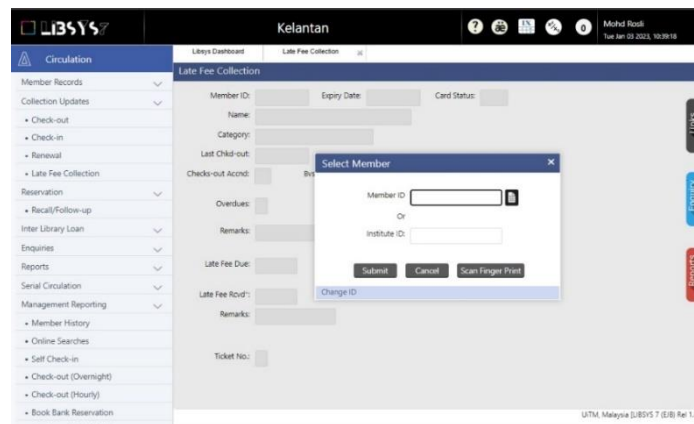 LIBSYS7
Kelantan
?
0
Mohd Rosli
Tue Jan 03 2023, 10:39:18
Circulation
Libsys Dashboard
Late Fee Collection
Late Fee Collection
Member Records
Collection Updates
• Check-out
• Check-in
• Renewal
• Late Fee Collection
Reservation
• Recall/Follow-up
Inter Library Loan
Enquiries
Reports
Serial Circulation
Management Reporting
• Member History
• Online Searches
• Self Check-in
• Check-out (Overnight)
• Check-out (Hourly)
• Book Bank Reservation
Member ID:
Expiry Date:
Card Status:
Name:
Category:
Last Chkd-out:
Checks-out Accnd:
Overdues:
Remarks:
Late Fee Due:
Late Fee Rcvd*:
Remarks:
Ticket No.:
Select Member
×
Member ID
Or
Institute ID:
Submit
Cancel
Scan Finger Print
Change ID
Links
Enquiry
Reports
UiTM, Malaysia [LIBSYS 7 (EJB) Rel 1.